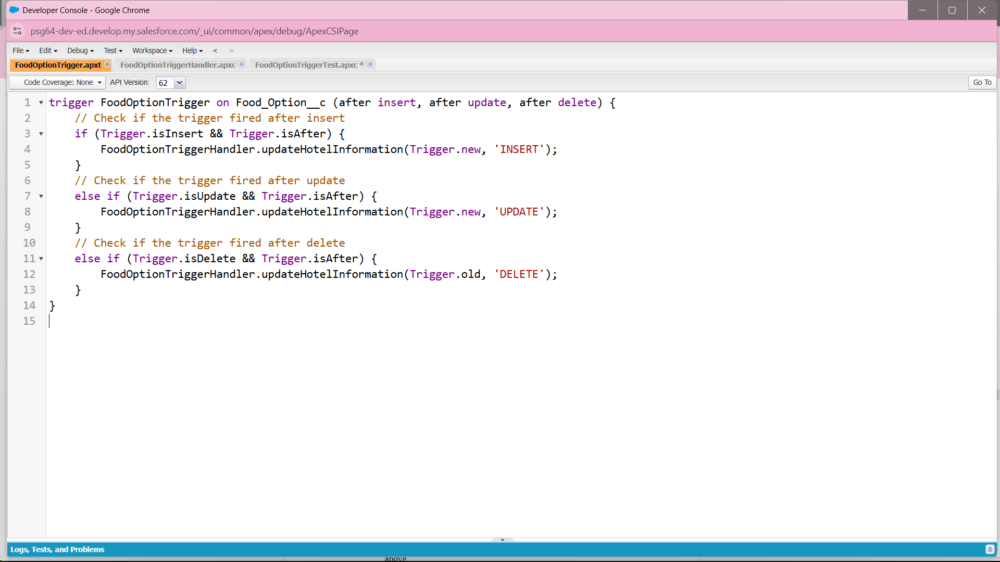 Developer Console - Google Chrome
psg64-dev-ed.develop.my.salesforce.com/_ui/common/apex/debug/ApexCSIPage
File Edit Debug Test Workspace Help < >
FoodOptionTrigger.apxt FoodOptionTriggerHandler.apxc FoodOptionTriggerTest.apxc *
Code Coverage: None API Version: 62 Go To
1 trigger FoodOptionTrigger on Food_Option__c (after insert, after update, after delete) {
2 // Check if the trigger fired after insert
3 if (Trigger.isInsert && Trigger.isAfter) {
4 FoodOptionTriggerHandler.updateHotelInformation(Trigger.new, 'INSERT');
5 }
6 // Check if the trigger fired after update
7 else if (Trigger.isUpdate && Trigger.isAfter) {
8 FoodOptionTriggerHandler.updateHotelInformation(Trigger.new, 'UPDATE');
9 }
10 // Check if the trigger fired after delete
11 else if (Trigger.isDelete && Trigger.isAfter) {
12 FoodOptionTriggerHandler.updateHotelInformation(Trigger.old, 'DELETE');
13 }
14 }
15
Logs, Tests, and Problems
above